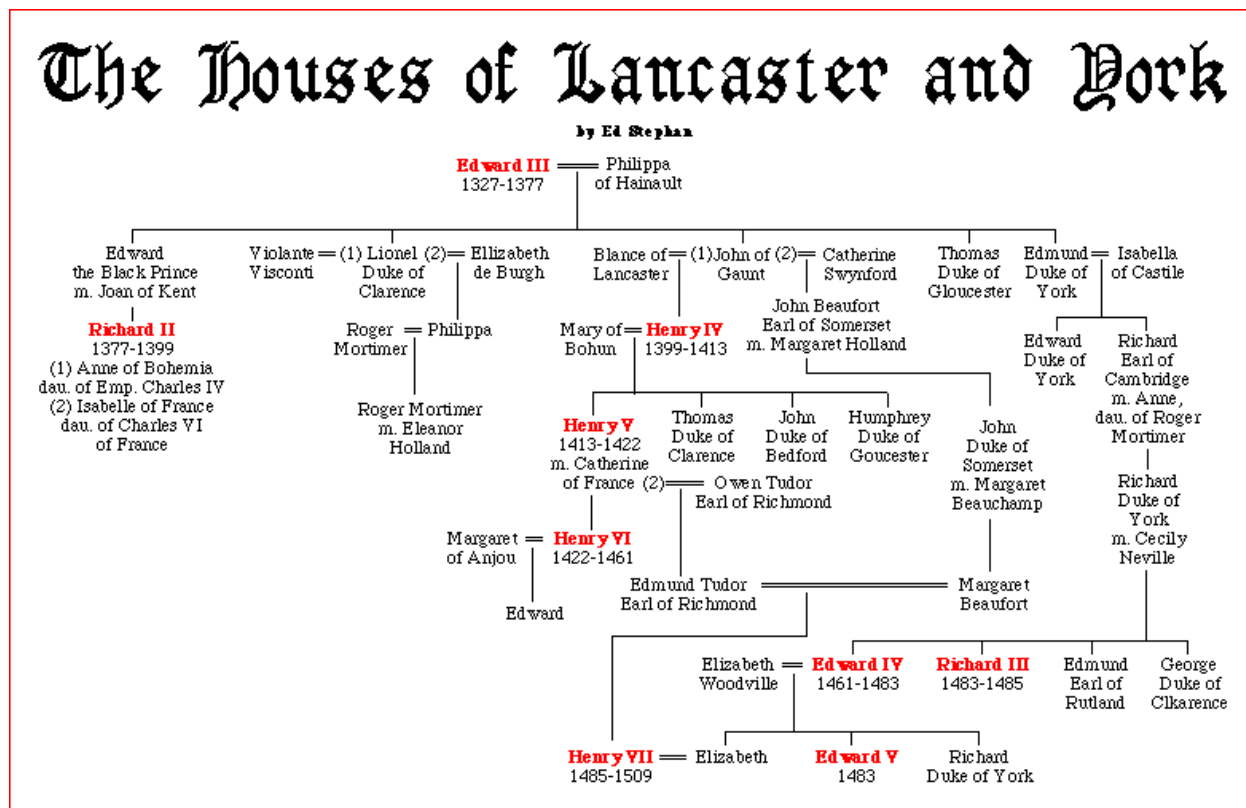 The Houses of Lancaster and York
by Ed Stephan
Edward III
1327-1377
Philippa
of Hainault
Edward
the Black Prince
m. Joan of Kent
Violante
Visconti
(1) Lionel (2)
Duke of
Clarence
Ellizabeth
de Burgh
Blance of
Lancaster
(1) John of (2)
Gaunt
Catherine
Swynford
Thomas
Duke of
Gloucester
Edmund
Duke of
York
Isabella
of Castile
Richard II
1377-1399
(1) Anne of Bohemia
dau. of Emp. Charles IV
(2) Isabelle of France
dau. of Charles VI
of France
Roger
Mortimer
Philippa
Mary of
Bohun
Henry IV
1399-1413
John Beaufort
Earl of Somerset
m. Margaret Holland
Edward
Duke of
York
Richard
Earl of
Cambridge
m. Anne,
dau. of Roger
Mortimer
Roger Mortimer
m. Eleanor
Holland
Henry V
1413-1422
m. Catherine
of France (2)
Thomas
Duke of
Clarence
John
Duke of
Bedford
Humphrey
Duke of
Goucester
John
Duke of
Somerset
m. Margaret
Beauchamp
Owen Tudor
Earl of Richmond
Richard
Duke of
York
m. Cecily
Neville
Margaret
of Anjou
Henry VI
1422-1461
Edward
Edmund Tudor
Earl of Richmond
Margaret
Beaufort
Elizabeth
Woodville
Edward IV
1461-1483
Richard III
1483-1485
Edmund
Earl of
Rutland
George
Duke of
Clkarence
Henry VII
1485-1509
Elizabeth
Edward V
1483
Richard
Duke of York